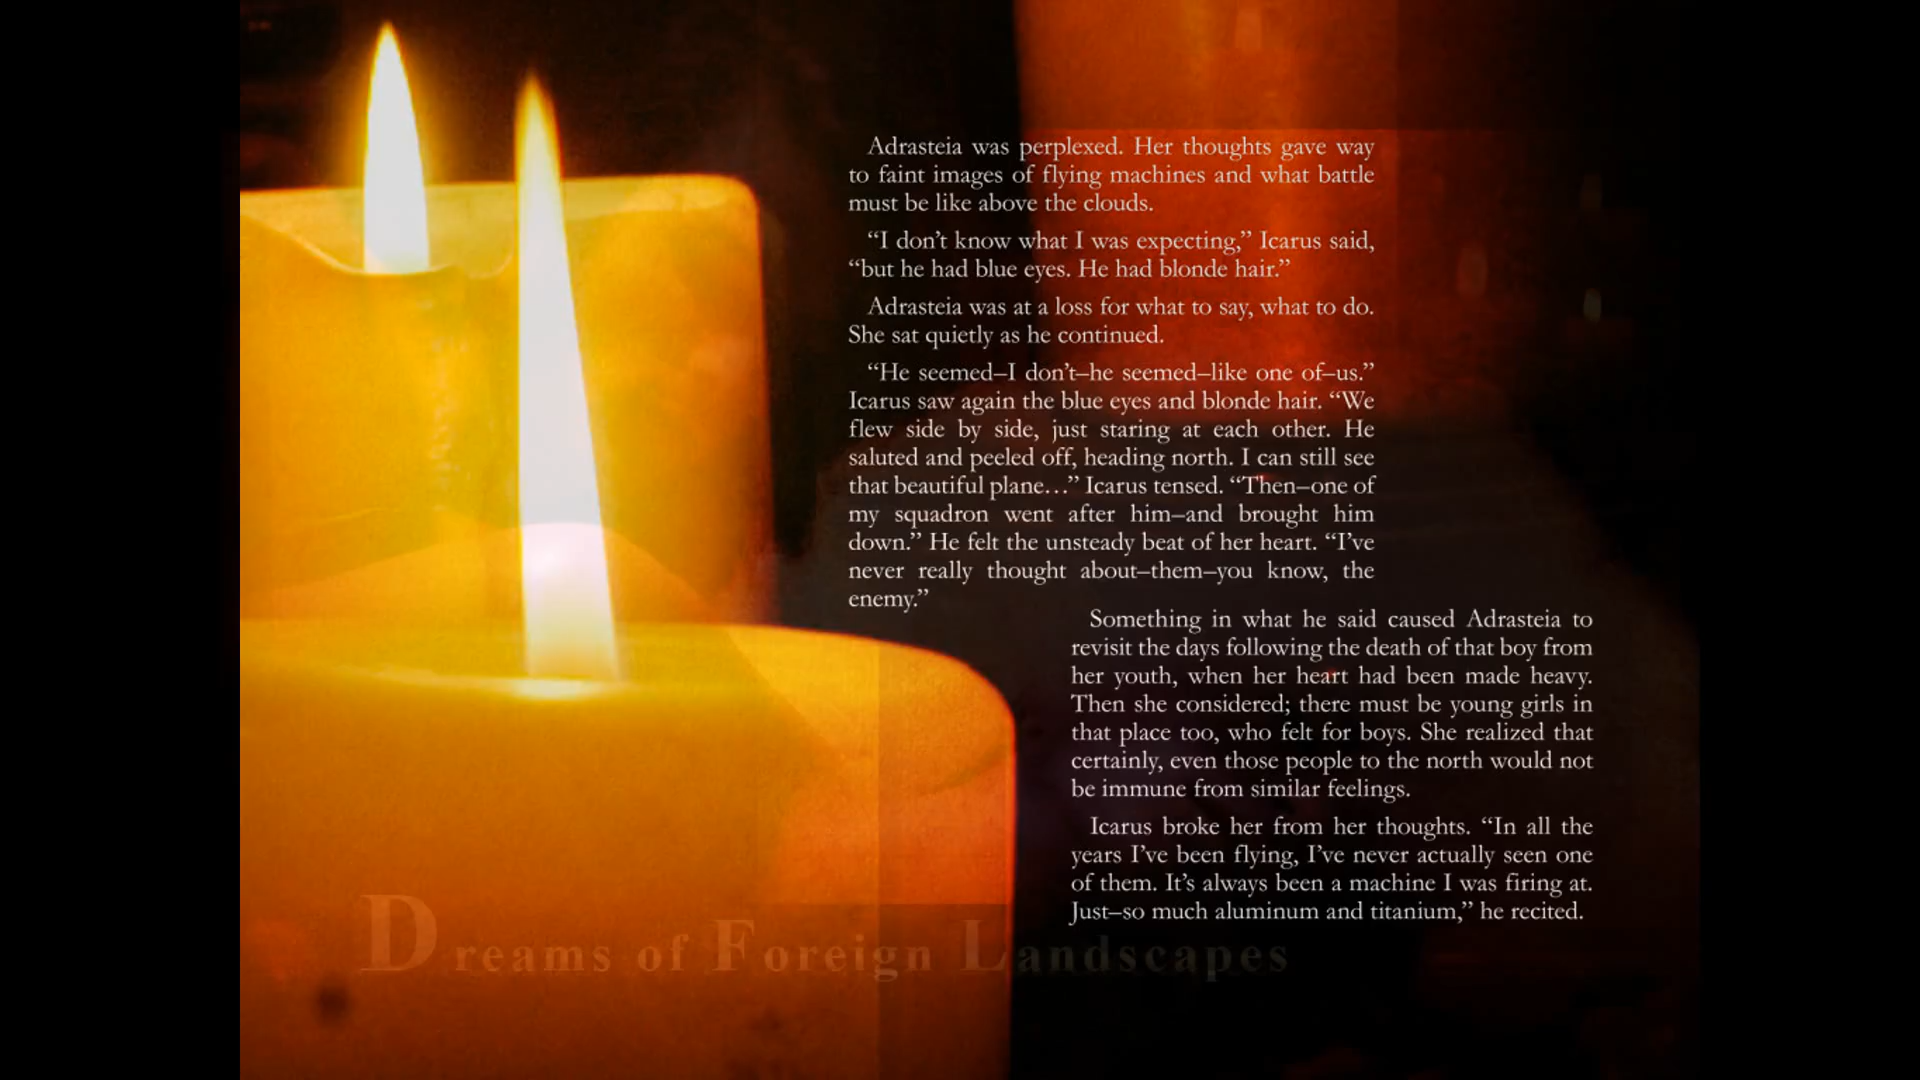 Adrasteia was perplexed. Her thoughts gave way
to faint images of flying machines and what battle
must be like above the clouds.
“I don’t know what I was expecting,” Icarus said,
“but he had blue eyes. He had blonde hair.”
Adrasteia was at a loss for what to say, what to do.
She sat quietly as he continued.
“He seemed–I don’t–he seemed–like one of–us.”
Icarus saw again the blue eyes and blonde hair. “We
flew side by side, just staring at each other. He
saluted and peeled off, heading north. I can still see
that beautiful plane…” Icarus tensed. “Then–one of
my squadron went after him–and brought him
down.” He felt the unsteady beat of her heart. “I’ve
never really thought about–them–you know, the
enemy.”
Something in what he said caused Adrasteia to
revisit the days following the death of that boy from
her youth, when her heart had been made heavy.
Then she considered; there must be young girls in
that place too, who felt for boys. She realized that
certainly, even those people to the north would not
be immune from similar feelings.
Icarus broke her from her thoughts. “In all the
years I’ve been flying, I’ve never actually seen one
of them. It’s always been a machine I was firing at.
Just–so much aluminum and titanium,” he recited.
Dreams of Foreign Landscapes